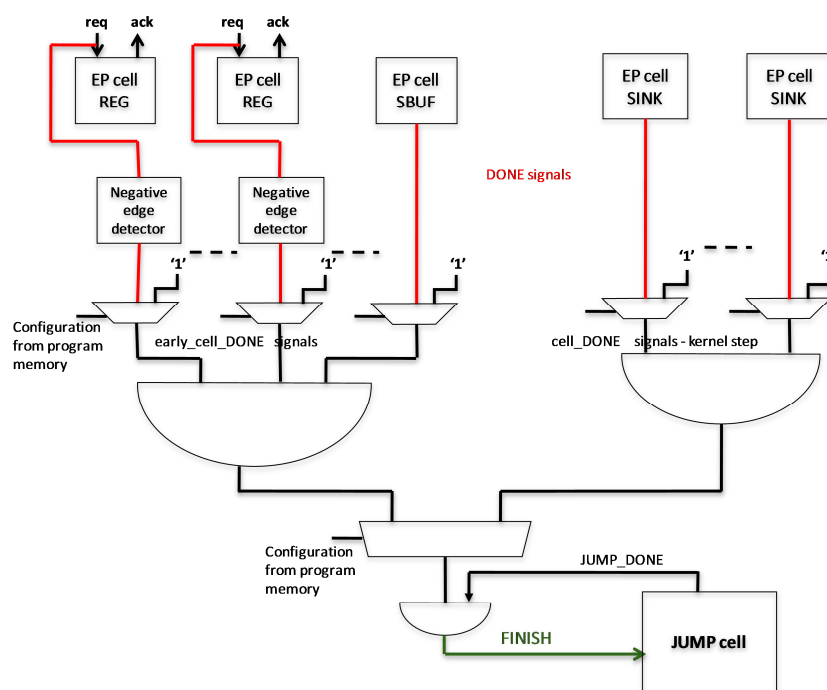 req
ack
req
ack
EP cell
REG
EP cell
REG
EP cell
SBUF
EP cell
SINK
EP cell
SINK
DONE signals
Negative
edge
detector
Negative
edge
detector
'1'
'1'
'1'
'1'
Configuration
from program
memory
early_cell_DONE signals
cell_DONE signals - kernel step
Configuration
from program
memory
JUMP_DONE
FINISH
JUMP cell